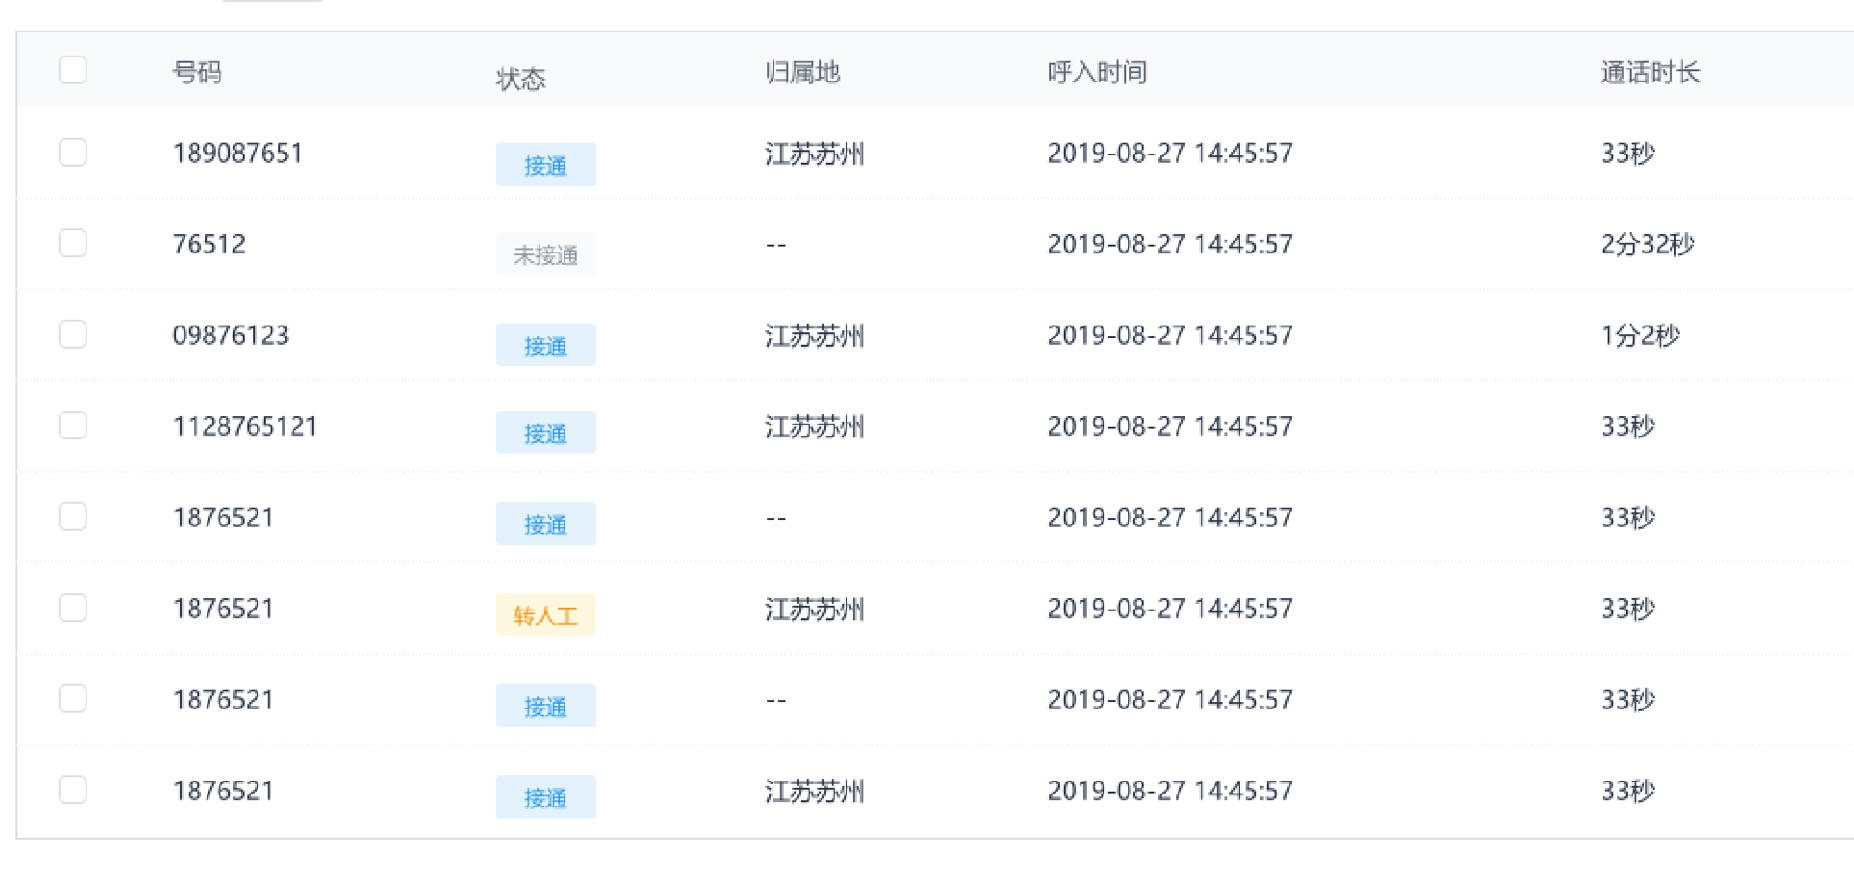 号码 状态 归属地 呼入时间 通话时长
189087651 接通 江苏苏州 2019-08-27 14:45:57 33秒
76512 未接通 -- 2019-08-27 14:45:57 2分32秒
09876123 接通 江苏苏州 2019-08-27 14:45:57 1分2秒
1128765121 接通 江苏苏州 2019-08-27 14:45:57 33秒
1876521 接通 -- 2019-08-27 14:45:57 33秒
1876521 转人工 江苏苏州 2019-08-27 14:45:57 33秒
1876521 接通 -- 2019-08-27 14:45:57 33秒
1876521 接通 江苏苏州 2019-08-27 14:45:57 33秒